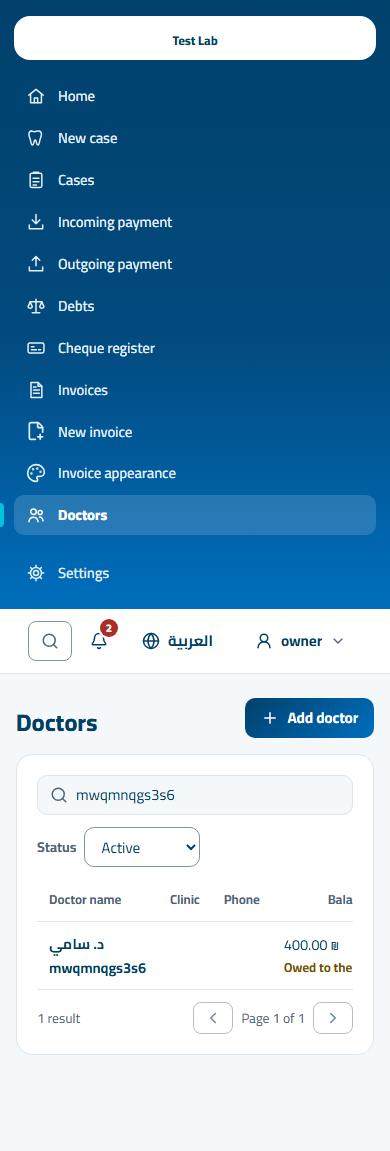 Test Lab
Home
New case
Cases
Incoming payment
Outgoing payment
Debts
Cheque register
Invoices
New invoice
Invoice appearance
Doctors
Settings
2
العربية
owner
Doctors
Add doctor
mwqmnqgs3s6
Status
Active
Doctor name Clinic Phone Bala
د. سامي
mwqmnqgs3s6
400.00 ₪
Owed to the
1 result
Page 1 of 1